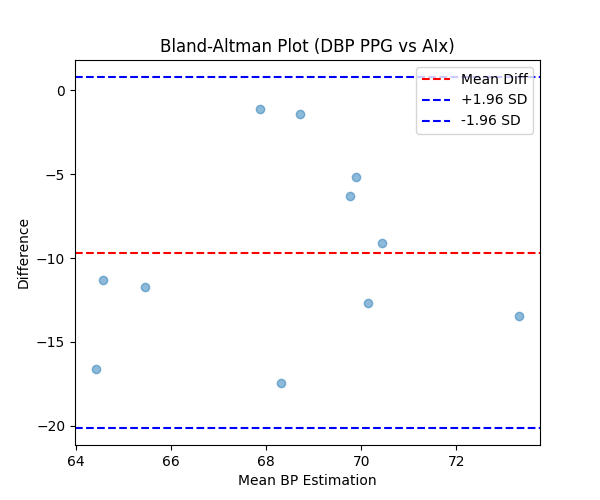 Bland-Altman Plot (DBP PPG vs AIx)
Mean Diff
+1.96 SD
-1.96 SD
0
−5
−10
−15
−20
Difference
64
66
68
70
72
Mean BP Estimation